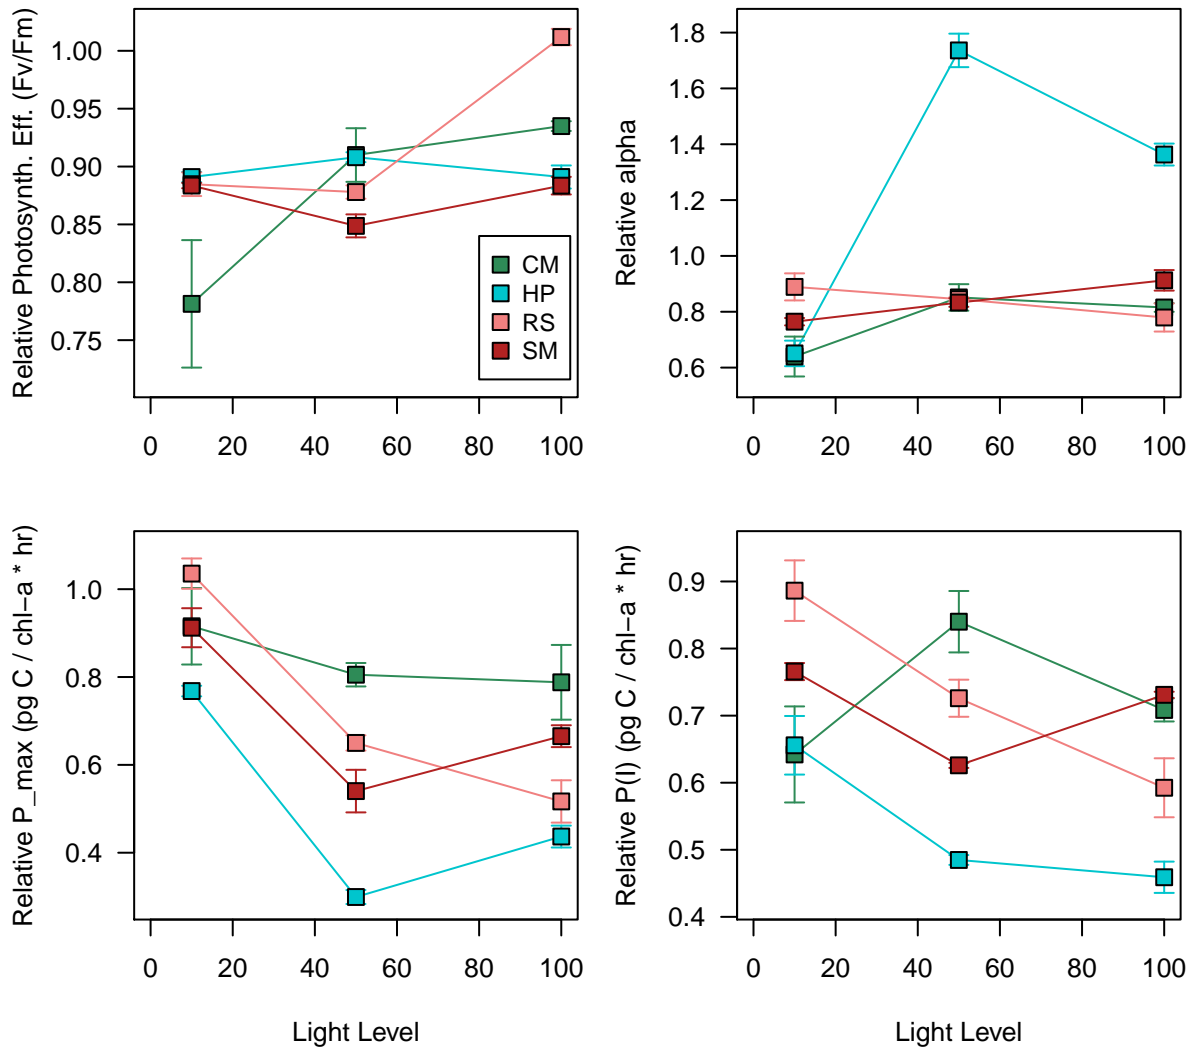 Relative Photosynth. Eff. (Fv/Fm)
1.00
0.95
0.90
0.85
0.80
0.75
0 20 40 60 80 100
CM
HP
RS
SM
Relative alpha
1.8
1.6
1.4
1.2
1.0
0.8
0.6
0 20 40 60 80 100
Relative P_max (pg C / chl−a * hr)
1.0
0.8
0.6
0.4
0 20 40 60 80 100
Light Level
Relative P(I) (pg C / chl−a * hr)
0.9
0.8
0.7
0.6
0.5
0.4
0 20 40 60 80 100
Light Level